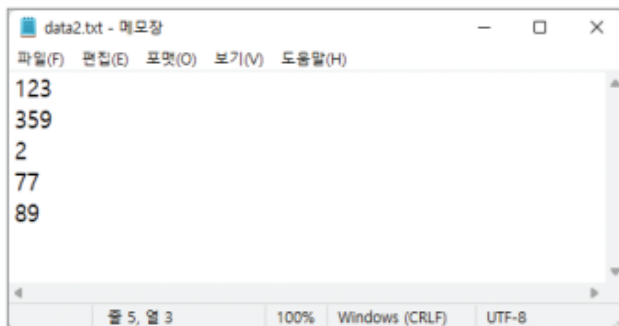 data2.txt - 메모장
파일(F) 편집(E) 포맷(O) 보기(V) 도움말(H)
123
359
2
77
89
줄 5, 열 3 100% Windows (CRLF) UTF-8